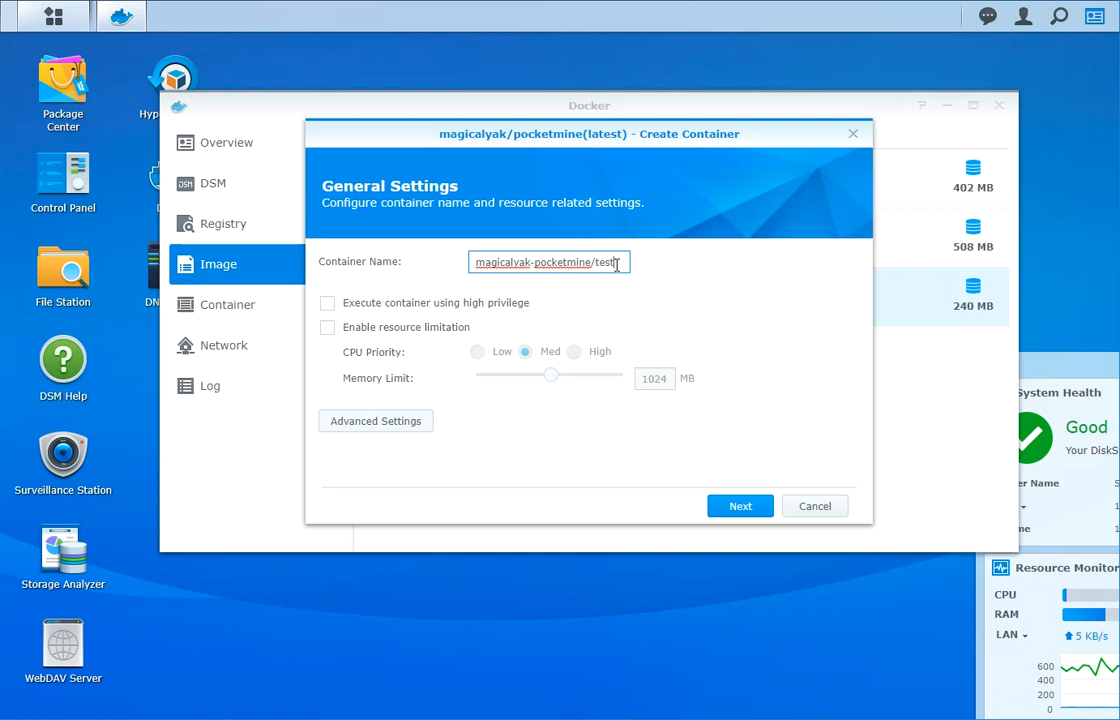 Package
Center
Control Panel
File Station
DSM Help
Surveillance Station
Storage Analyzer
WebDAV Server
Docker
Overview
DSM
DSM
Registry
Image
Container
Network
Log
magicalyak/pocketmine(latest) - Create Container
General Settings
Configure container name and resource related settings.
Container Name:
magicalyak-pocketmine/test
Execute container using high privilege
Enable resource limitation
CPU Priority:
Low Med High
Memory Limit:
1024 MB
Advanced Settings
Next Cancel
402 MB
508 MB
240 MB
System Health
Good
Your DiskS
er Name
Resource Monitor
CPU
RAM
LAN
5 KB/s
600
400
200
0